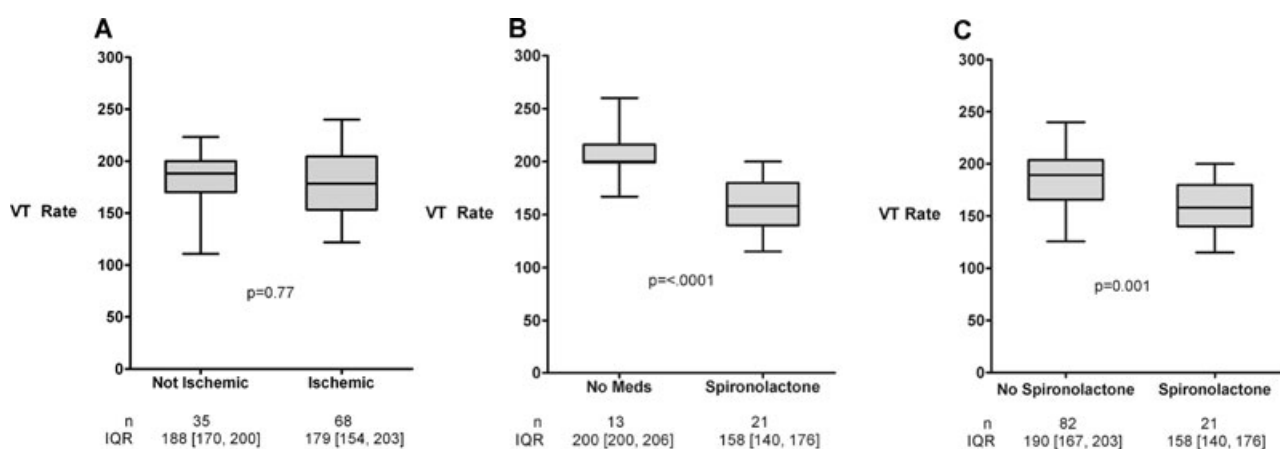 A
300
250
200
VT Rate
150
100
p=0.77
50
0
Not Ischemic Ischemic
n 35 68
IQR 188 [170, 200] 179 [154, 203]
B
300
250
200
VT Rate
150
100
p=<.0001
50
0
No Meds Spironolactone
n 13 21
IQR 200 [200, 206] 158 [140, 176]
C
300
250
200
VT Rate
150
100
p=0.001
50
0
No Spironolactone Spironolactone
n 82 21
IQR 190 [167, 203] 158 [140, 176]